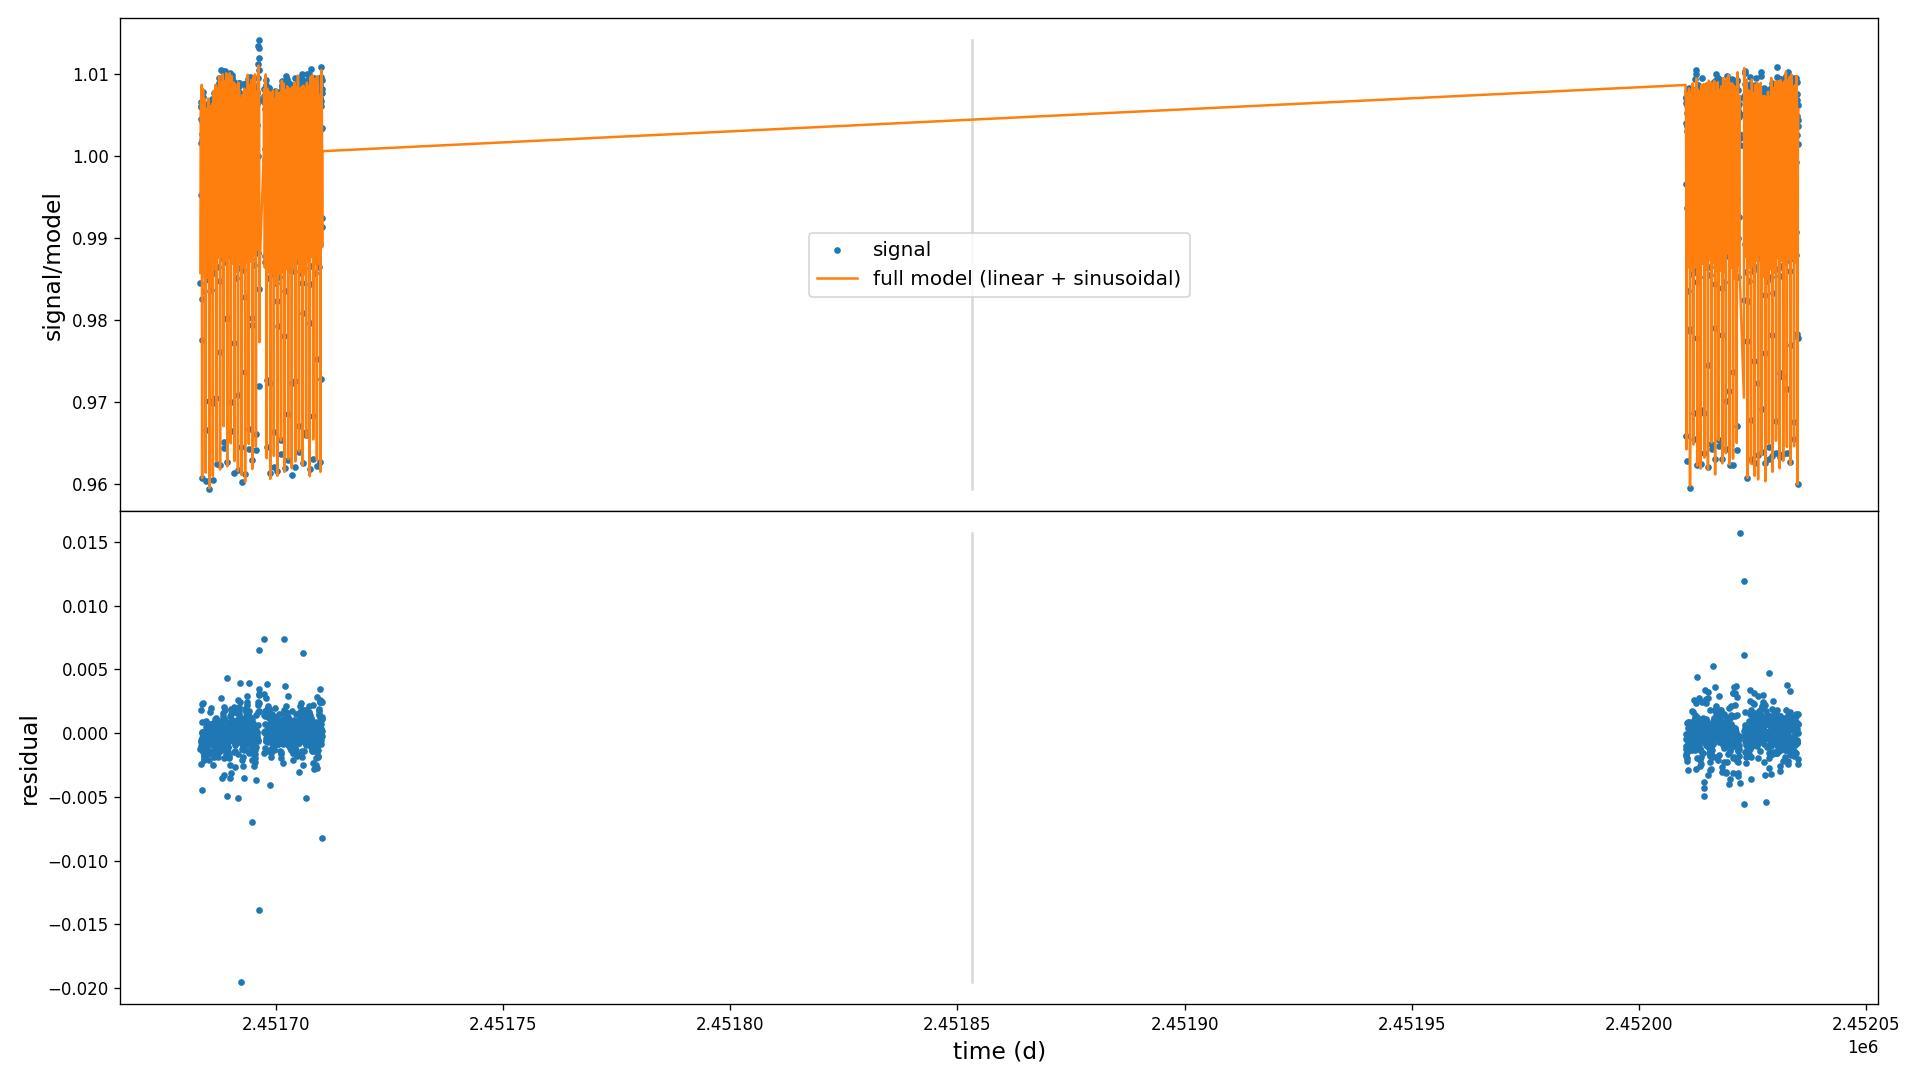 1.01
1.00
0.99
0.98
0.97
0.96
signal/model
signal
full model (linear + sinusoidal)
0.015
0.010
0.005
0.000
−0.005
−0.010
−0.015
−0.020
residual
2.45170 2.45175 2.45180 2.45185 2.45190 2.45195 2.45200 2.45205
1e6
time (d)